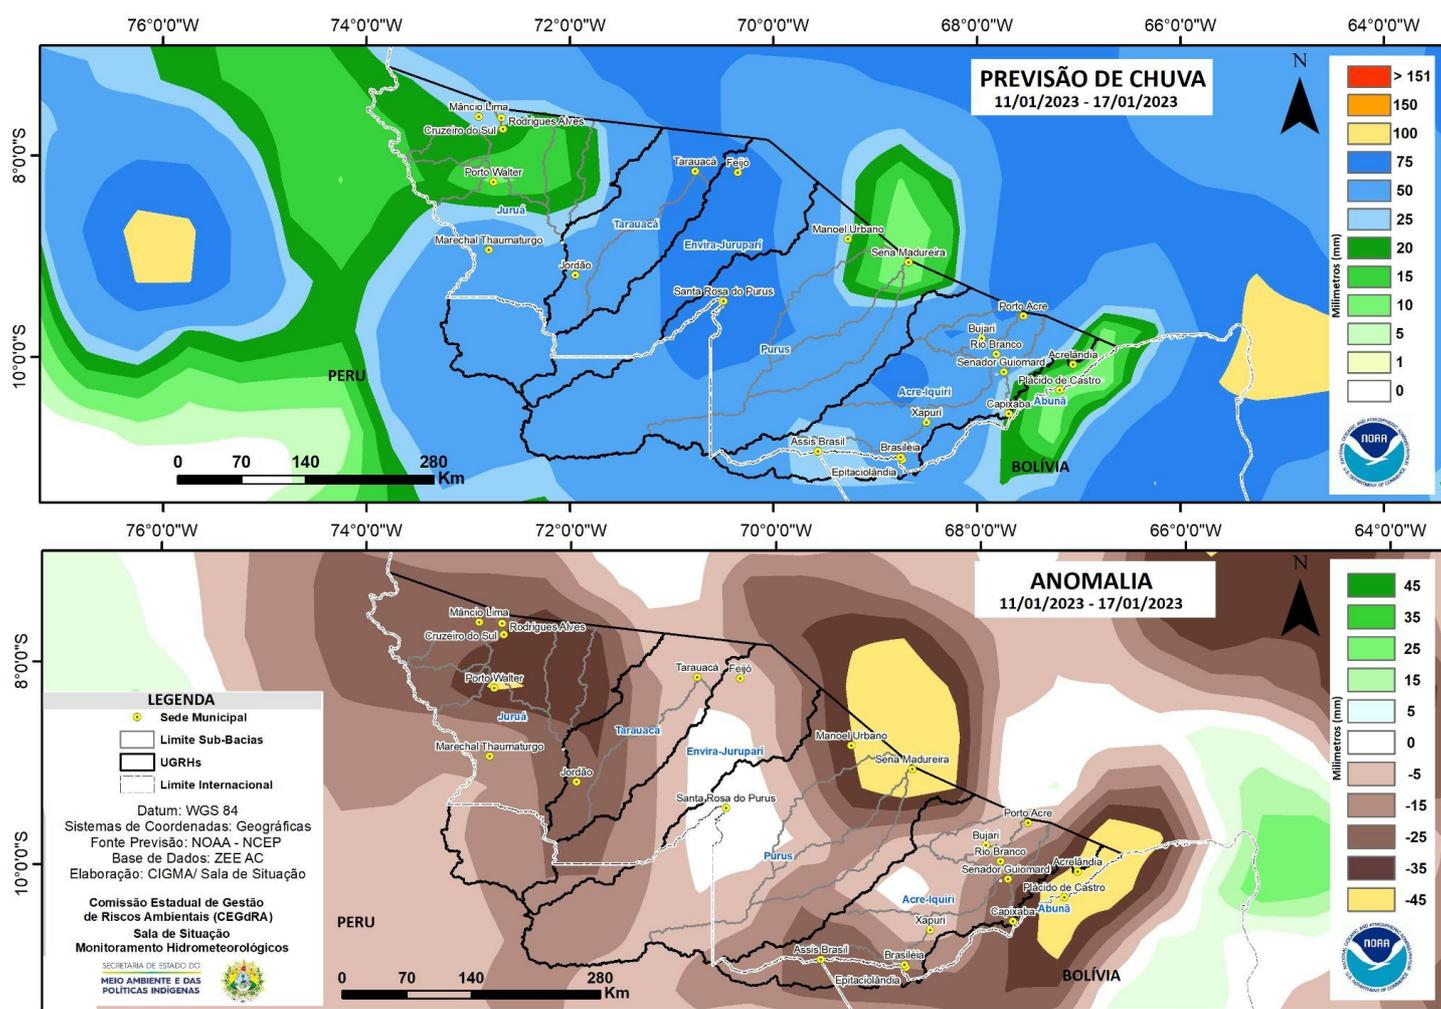 76°0'0"W 74°0'0"W 72°0'0"W 70°0'0"W 68°0'0"W 66°0'0"W 64°0'0"W
PREVISÃO DE CHUVA
11/01/2023 - 17/01/2023
N
8°0'0"S
10°0'0"S
Mâncio Lima
Rodrigues Alves
Cruzeiro do Sul
Porto Walter
Juruá
Marechal Thaumaturgo
Jordão
Tarauacá
Feijó
Tarauacá
Envira-Jurupari
Santa Rosa do Purus
Manoel Urbano
Sena Madureira
Purus
Porto Acre
Bujari
Rio Branco
Senador Guiomard
Acrelândia
Plácido de Castro
Acre-Iquiri
Capixaba
Abunã
Xapuri
Assis Brasil
Brasiléia
Epitaciolândia
PERU
BOLÍVIA
0 70 140 280
Km
Milimetros (mm)
> 151
150
100
75
50
25
20
15
10
5
1
0
NOAA
76°0'0"W 74°0'0"W 72°0'0"W 70°0'0"W 68°0'0"W 66°0'0"W 64°0'0"W
ANOMALIA
11/01/2023 - 17/01/2023
N
8°0'0"S
10°0'0"S
Mâncio Lima
Rodrigues Alves
Cruzeiro do Sul
Porto Walter
Juruá
Marechal Thaumaturgo
Jordão
Tarauacá
Feijó
Tarauacá
Envira-Jurupari
Santa Rosa do Purus
Manoel Urbano
Sena Madureira
Purus
Porto Acre
Bujari
Rio Branco
Senador Guiomard
Acrelândia
Plácido de Castro
Acre-Iquiri
Capixaba
Abunã
Xapuri
Assis Brasil
Brasiléia
Epitaciolândia
PERU
BOLÍVIA
0 70 140 280
Km
Milimetros (mm)
45
35
25
15
5
0
-5
-15
-25
-35
-45
NOAA
LEGENDA
Sede Municipal
Limite Sub-Bacias
UGRHs
Limite Internacional
Datum: WGS 84
Sistemas de Coordenadas: Geográficas
Fonte Previsão: NOAA - NCEP
Base de Dados: ZEE AC
Elaboração: CIGMA/ Sala de Situação
Comissão Estadual de Gestão
de Riscos Ambientais (CEGdRA)
Sala de Situação
Monitoramento Hidrometeorológicos
SECRETARIA DE ESTADO DO
MEIO AMBIENTE E DAS
POLÍTICAS INDÍGENAS